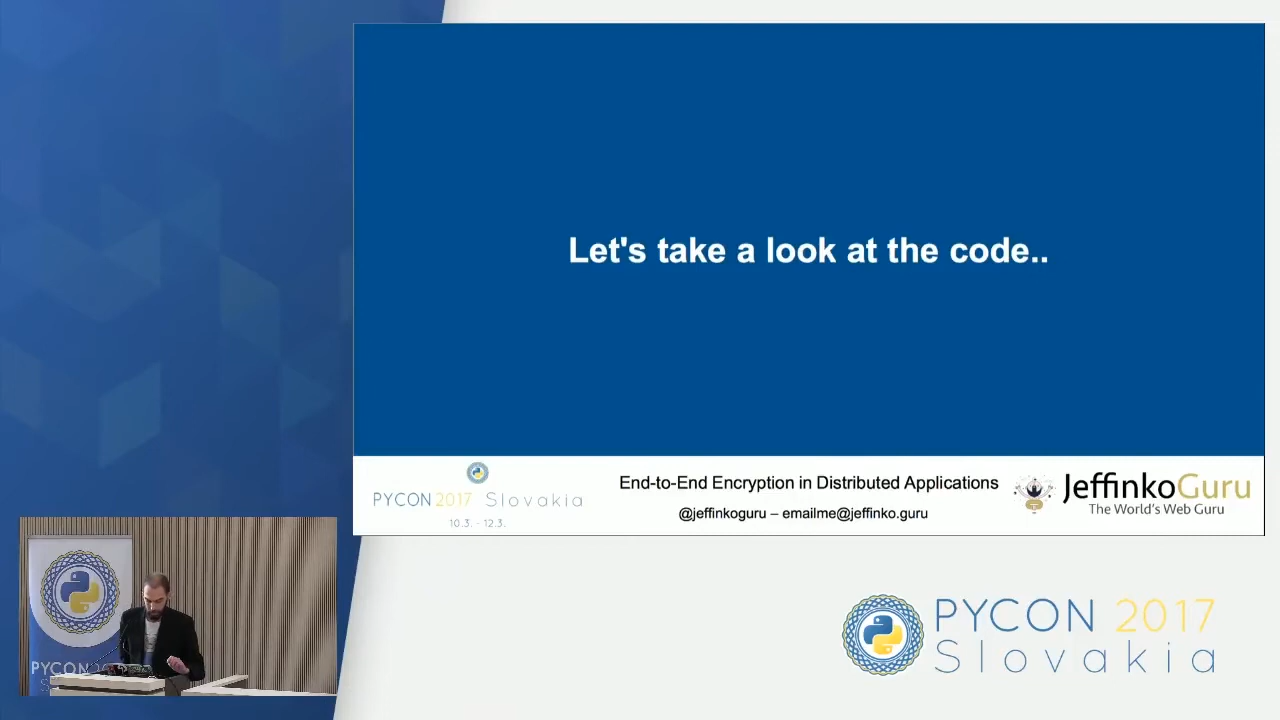 Let's take a look at the code..
PYCON 2017 Slovakia
10.3. - 12.3.
End-to-End Encryption in Distributed Applications
@jeffinkoguru – emailme@jeffinko.guru
JeffinkoGuru
The World's Web Guru
PYCON
PYCON 2017
Slovakia